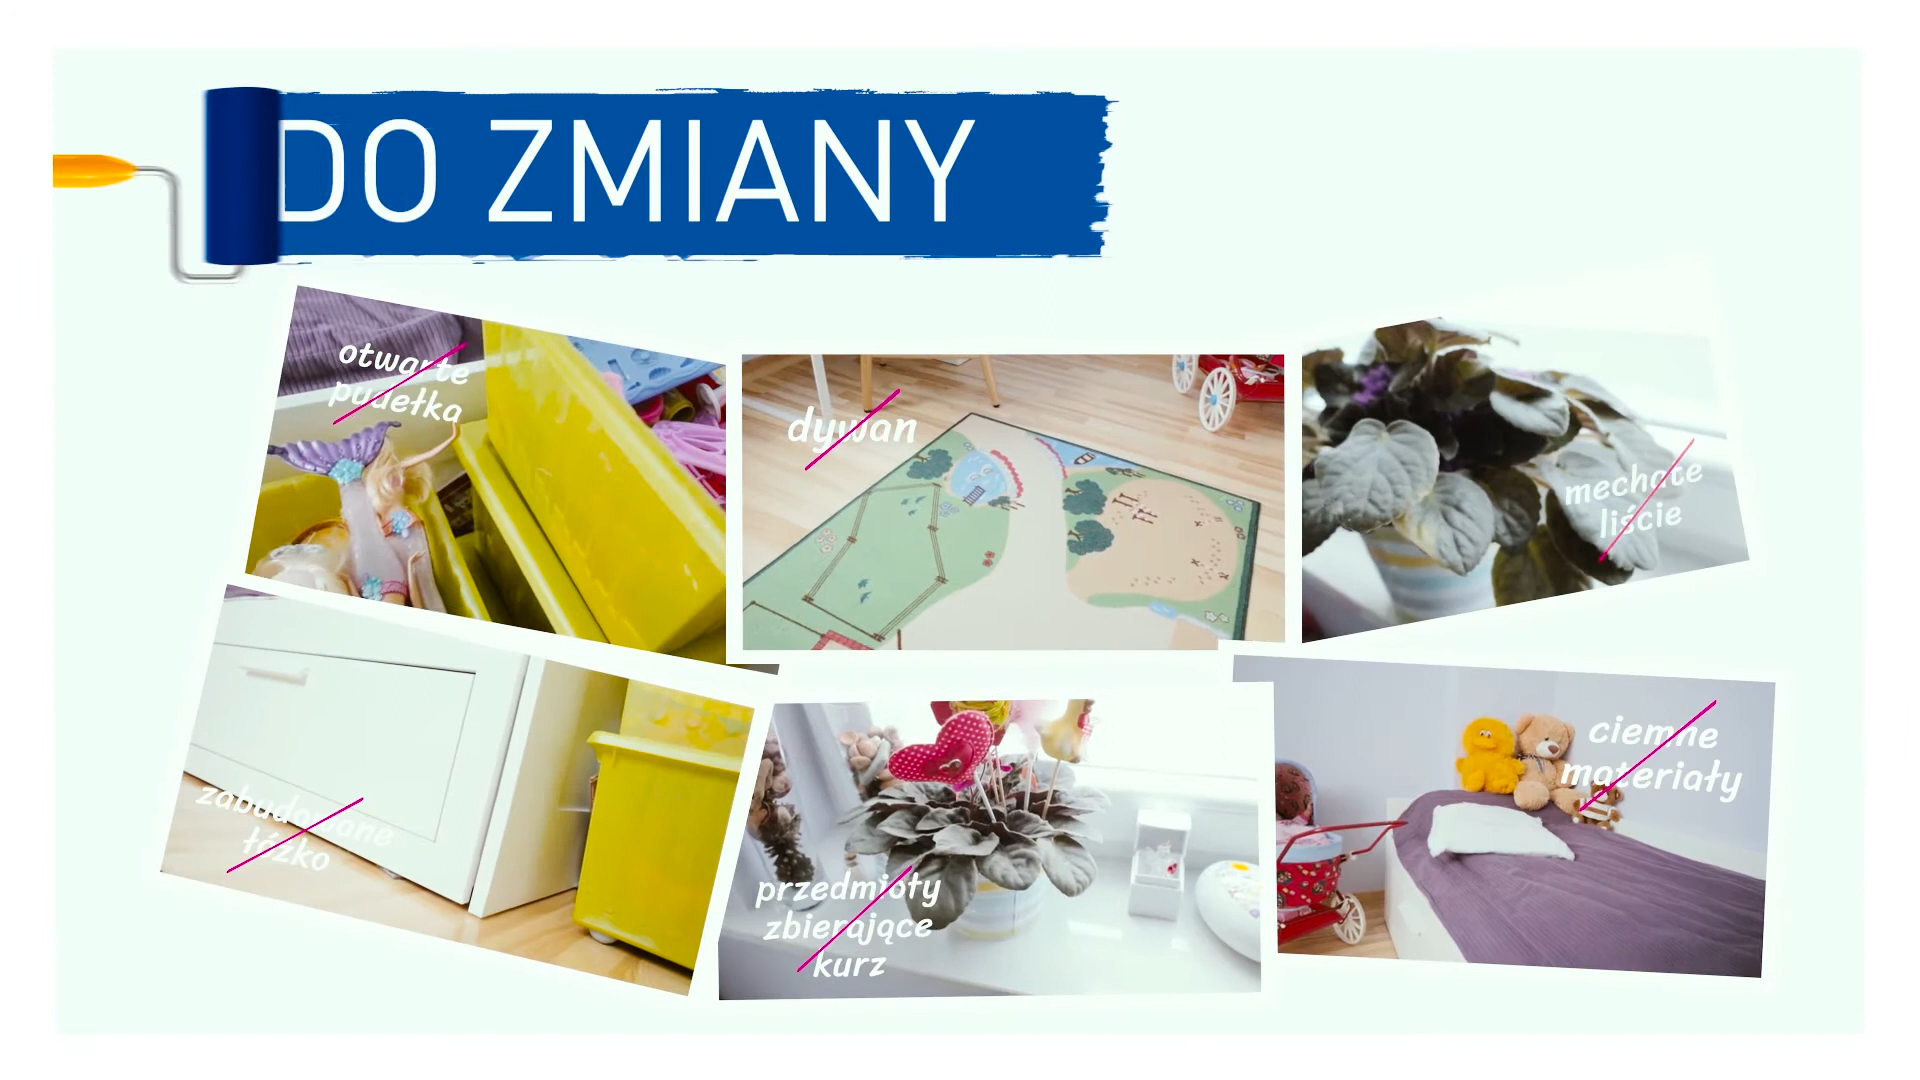 DO ZMIANY
otwarte
pudełka
dywan
mechate
liście
zabudowane
łóżko
przedmioty
zbierające
kurz
ciemne
materiały